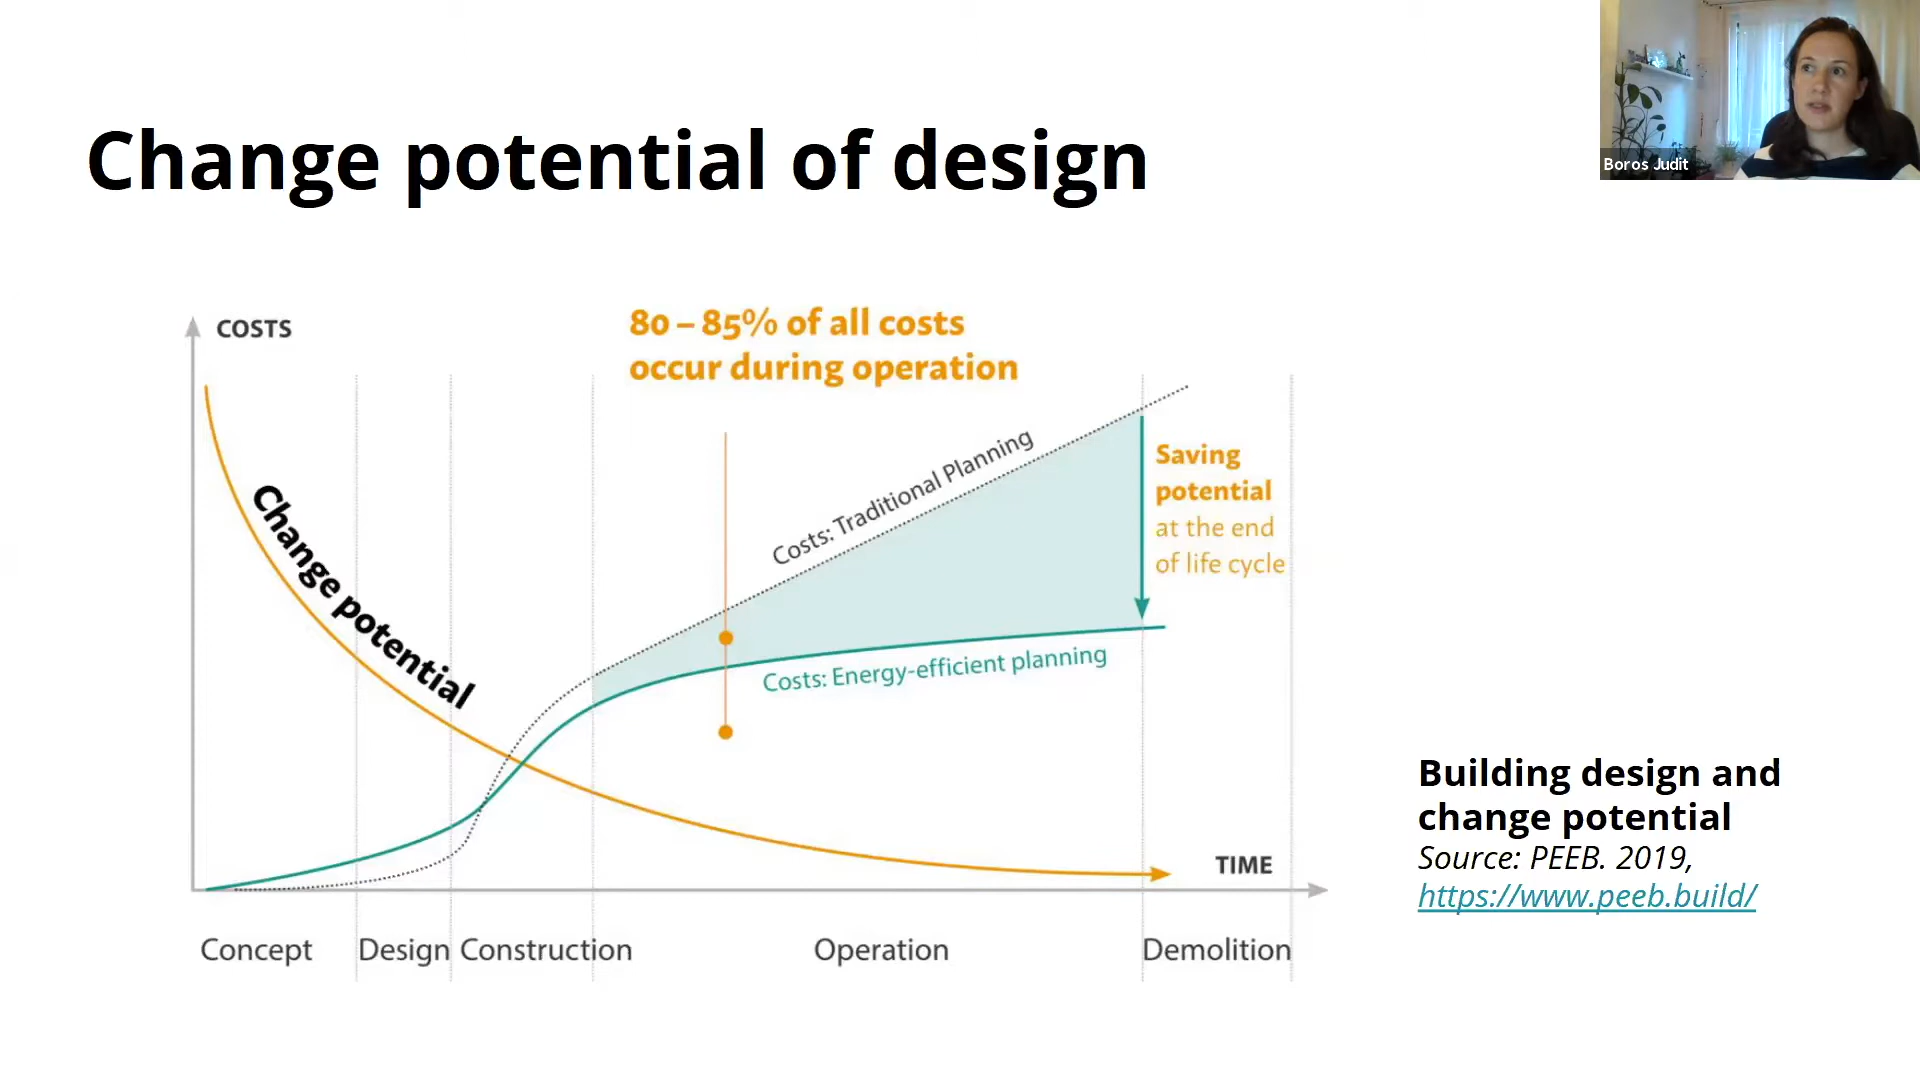 Boros Judit
Change potential of design
COSTS
80 – 85% of all costs
occur during operation
Change potential
Costs: Traditional Planning
Saving
potential
at the end
of life cycle
Costs: Energy-efficient planning
TIME
Concept
Design
Construction
Operation
Demolition
Building design and
change potential
Source: PEEB. 2019,
https://www.peeb.build/